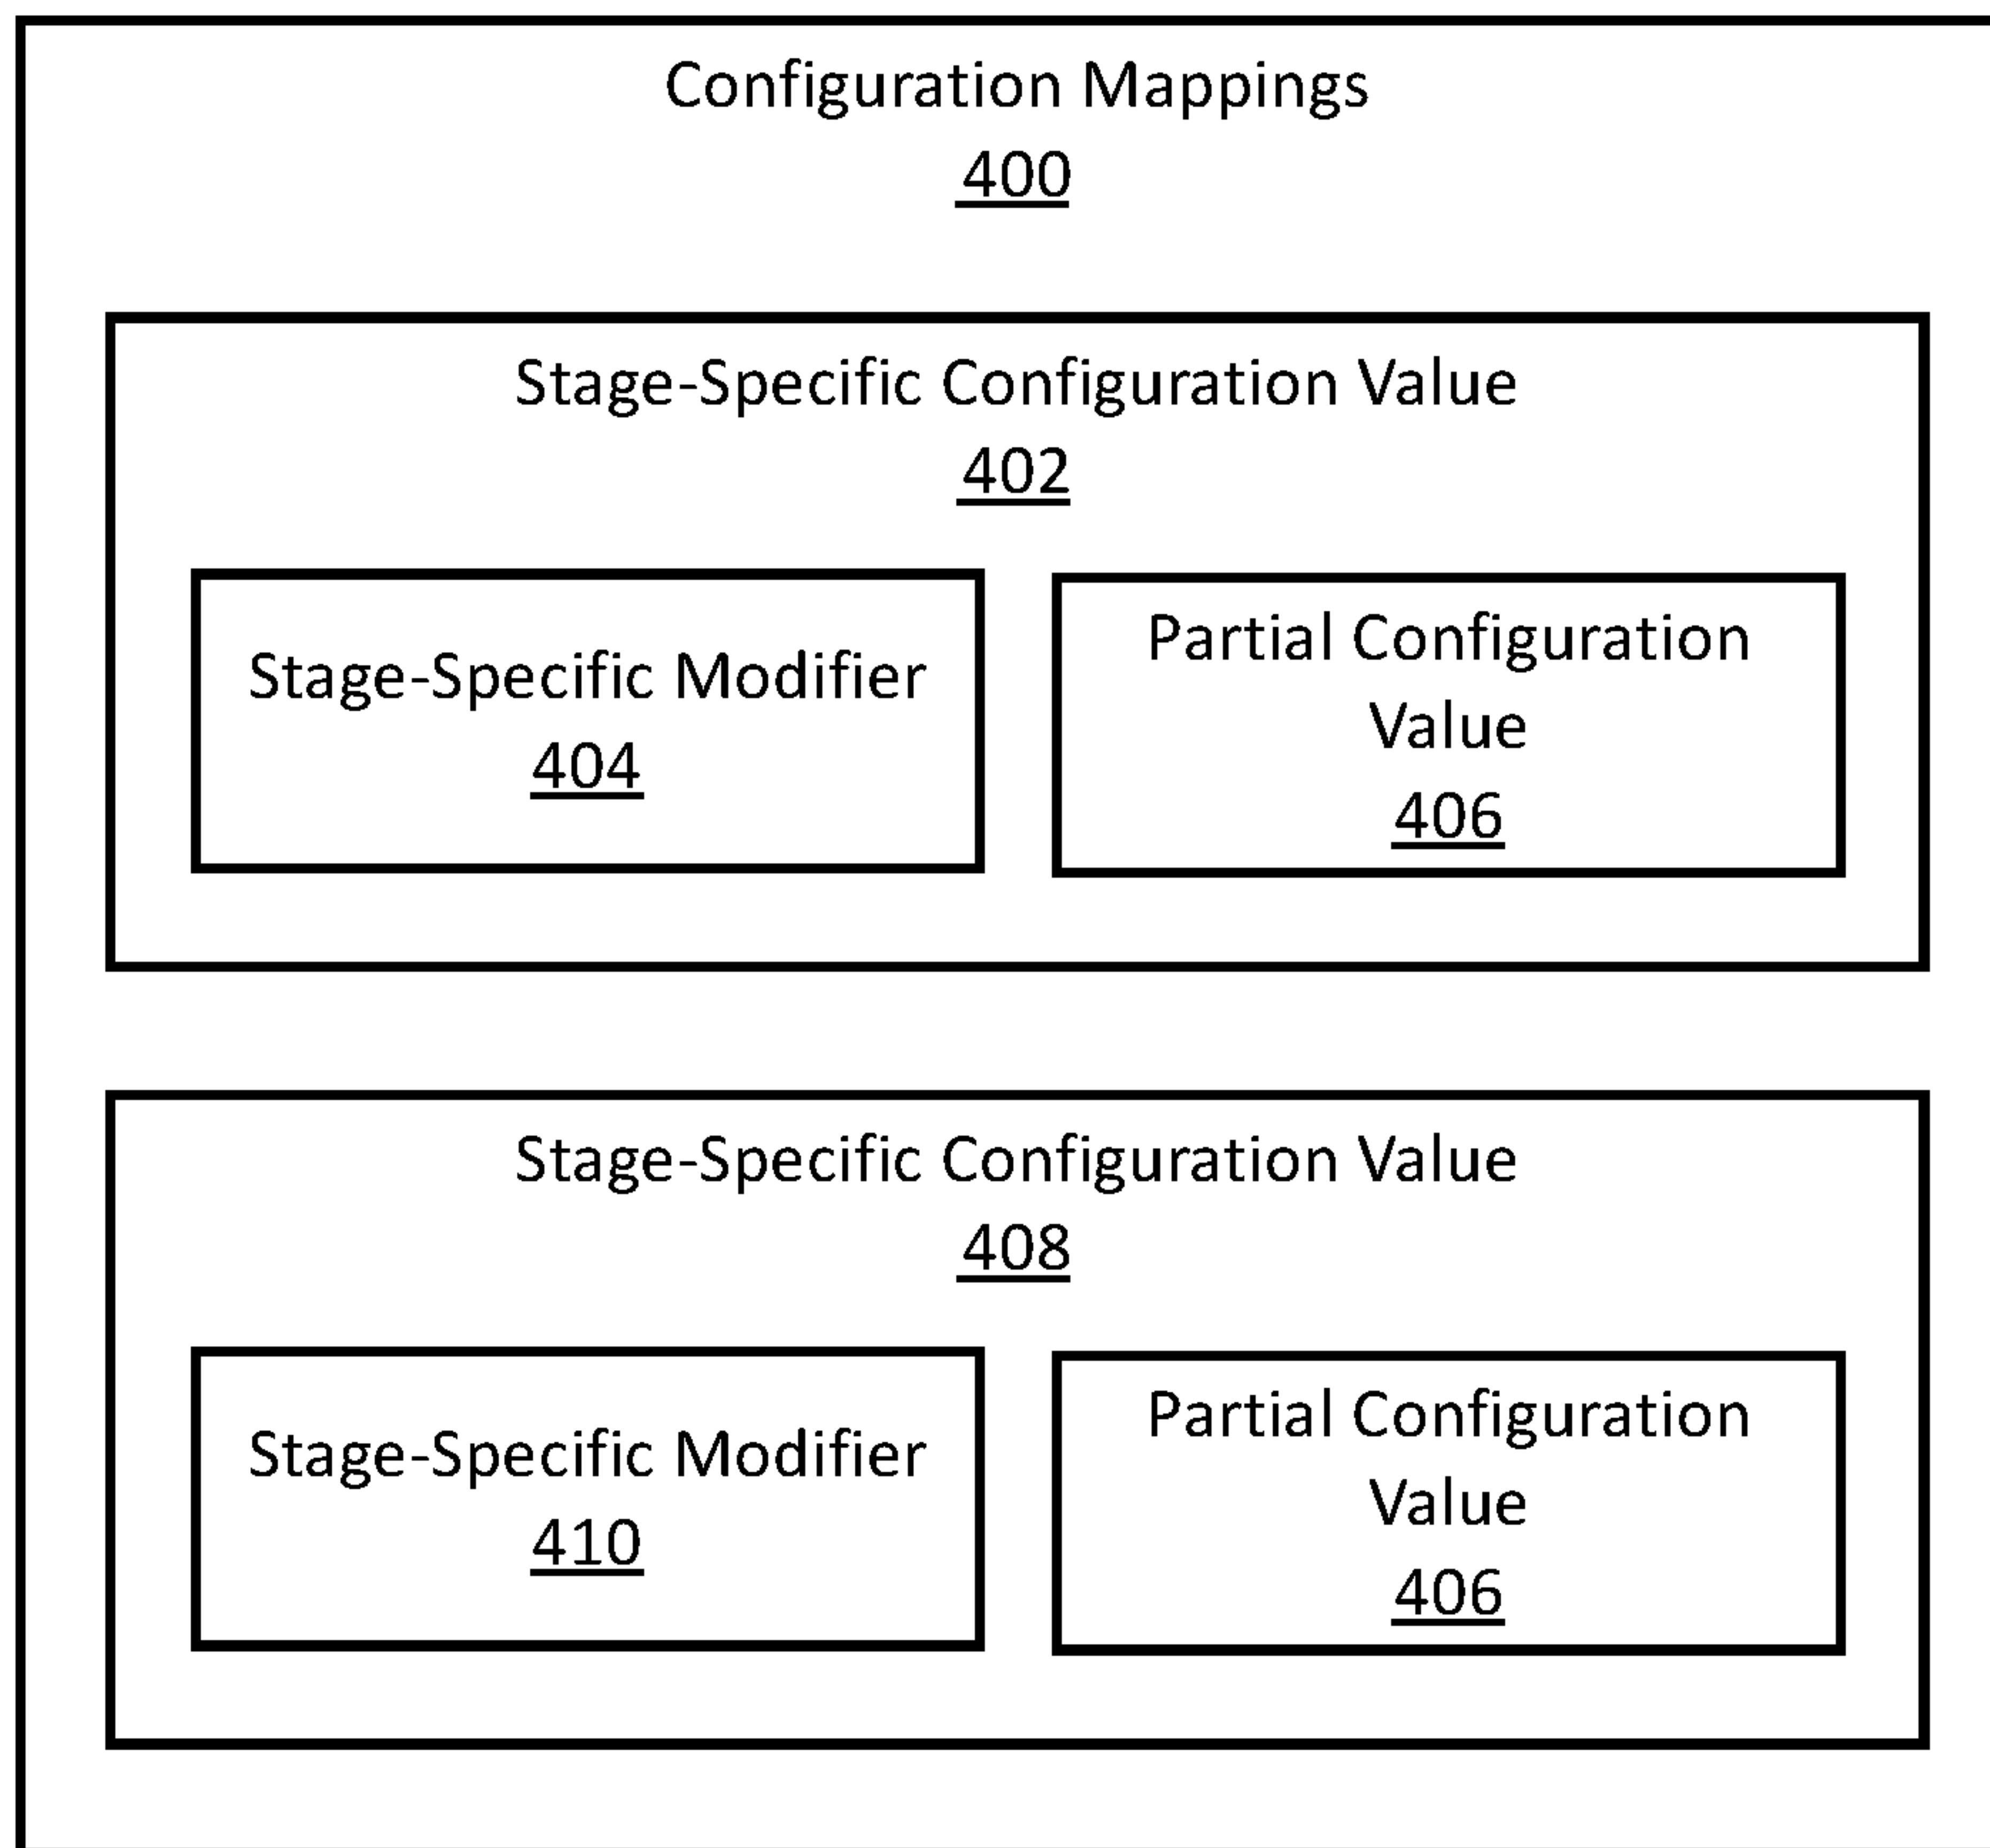 Configuration Mappings
400
Stage-Specific Configuration Value
402
Stage-Specific Modifier
404
Partial Configuration
Value
406
Stage-Specific Configuration Value
408
Stage-Specific Modifier
410
Partial Configuration
Value
406